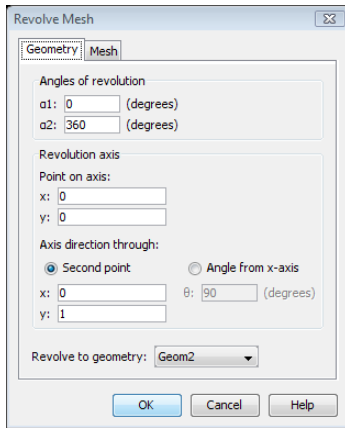 Revolve Mesh
Geometry Mesh
Angles of revolution
α1: 0 (degrees)
α2: 360 (degrees)
Revolution axis
Point on axis:
x: 0
y: 0
Axis direction through:
Second point Angle from x-axis
x: 0 θ: 90 (degrees)
y: 1
Revolve to geometry: Geom2
OK Cancel Help